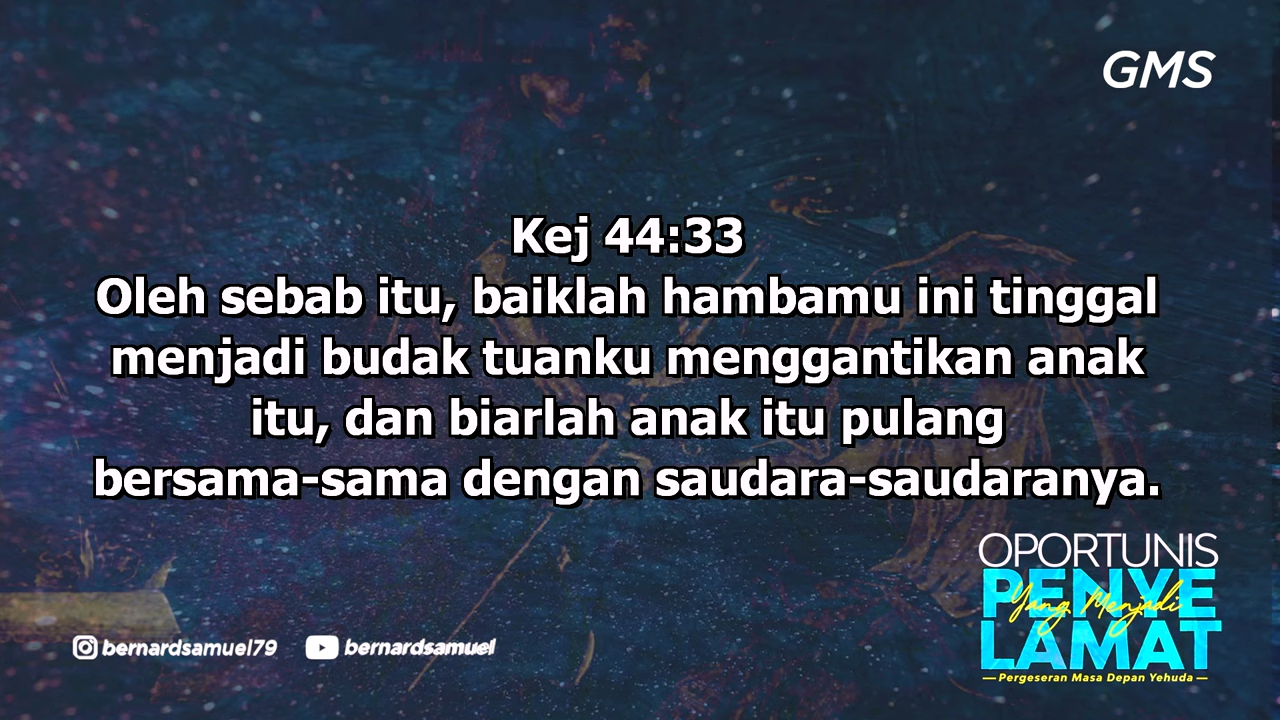 GMS
Kej 44:33
Oleh sebab itu, baiklah hambamu ini tinggal
menjadi budak tuanku menggantikan anak
itu, dan biarlah anak itu pulang
bersama-sama dengan saudara-saudaranya.
OPORTUNIS
Yang Menjadi
PENYE
LAMAT
— Pergeseran Masa Depan Yehuda —
bernardsamuel79
bernardsamuel